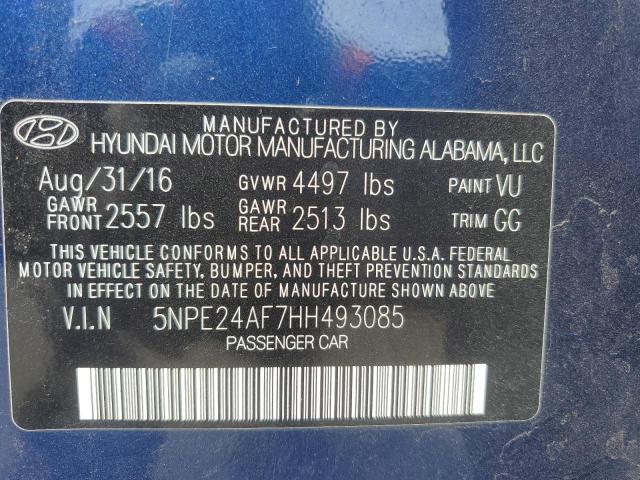 MANUFACTURED BY
HYUNDAI MOTOR MANUFACTURING ALABAMA, LLC
Aug/31/16 GVWR 4497 lbs PAINT VU
GAWR FRONT 2557 lbs GAWR REAR 2513 lbs TRIM GG
THIS VEHICLE CONFORMS TO ALL APPLICABLE U.S.A. FEDERAL
MOTOR VEHICLE SAFETY, BUMPER, AND THEFT PREVENTION STANDARDS
IN EFFECT ON THE DATE OF MANUFACTURE SHOWN ABOVE.
V.I.N 5NPE24AF7HH493085
PASSENGER CAR